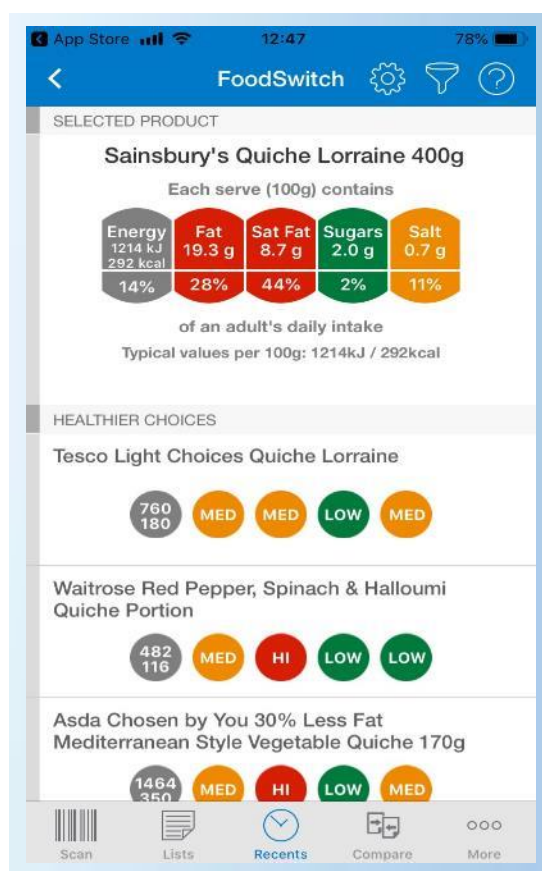 App Store 12:47 78%
FoodSwitch
SELECTED PRODUCT
Sainsbury's Quiche Lorraine 400g
Each serve (100g) contains
Energy Fat Sat Fat Sugars Salt
1214 kJ 19.3 g 8.7 g 2.0 g 0.7 g
292 kcal
14% 28% 44% 2% 11%
of an adult's daily intake
Typical values per 100g: 1214kJ / 292kcal
HEALTHIER CHOICES
Tesco Light Choices Quiche Lorraine
760 MED MED LOW MED
180
Waitrose Red Pepper, Spinach & Halloumi
Quiche Portion
482 MED HI LOW LOW
116
Asda Chosen by You 30% Less Fat
Mediterranean Style Vegetable Quiche 170g
1464 MED HI LOW MED
350
Scan Lists Recents Compare More